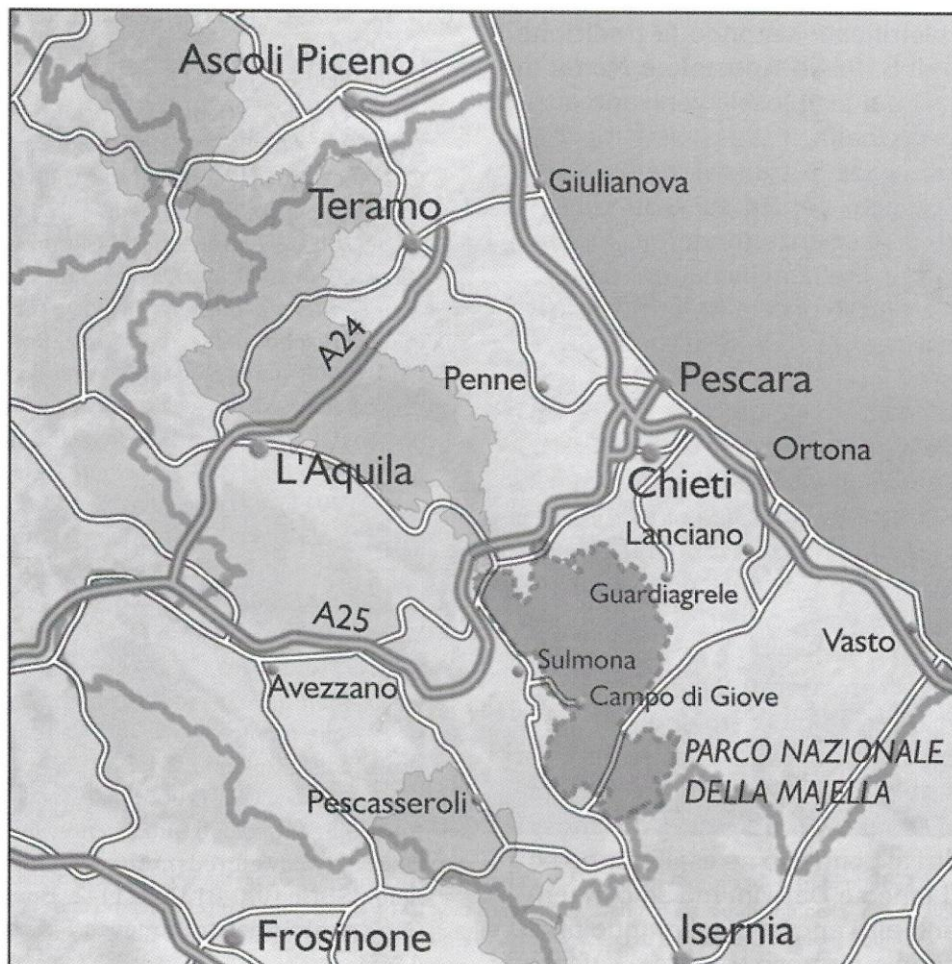 Ascoli Piceno
Giulianova
Teramo
A24
Penne
Pescara
L'Aquila
Ortona
Chieti
Lanciano
Guardiagrele
A25
Vasto
Sulmona
Avezzano
Campo di Giove
PARCO NAZIONALE
DELLA MAJELLA
Pescasseroli
Frosinone
Isernia